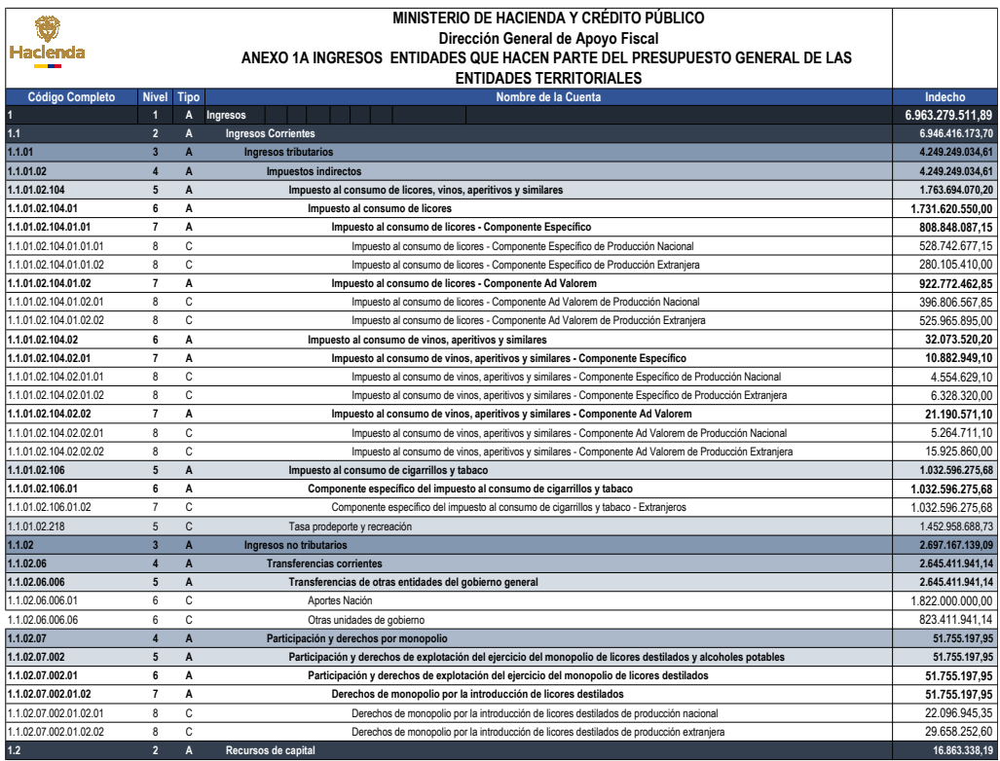 Hacienda
MINISTERIO DE HACIENDA Y CRÉDITO PÚBLICO
Dirección General de Apoyo Fiscal
ANEXO 1A INGRESOS ENTIDADES QUE HACEN PARTE DEL PRESUPUESTO GENERAL DE LAS
ENTIDADES TERRITORIALES
Código Completo Nivel Tipo Nombre de la Cuenta Indecho
1 1 A Ingresos 6.963.279.511,89
1.1 2 A Ingresos Corrientes 6.946.416.173,70
1.1.01 3 A Ingresos tributarios 4.249.249.034,61
1.1.01.02 4 A Impuestos indirectos 4.249.249.034,61
1.1.01.02.104 5 A Impuesto al consumo de licores, vinos, aperitivos y similares 1.763.694.070,20
1.1.01.02.104.01 6 A Impuesto al consumo de licores 1.731.620.550,00
1.1.01.02.104.01.01 7 A Impuesto al consumo de licores - Componente Específico 808.848.087,15
1.1.01.02.104.01.01.01 8 C Impuesto al consumo de licores - Componente Específico de Producción Nacional 528.742.677,15
1.1.01.02.104.01.01.02 8 C Impuesto al consumo de licores - Componente Específico de Producción Extranjera 280.105.410,00
1.1.01.02.104.01.02 7 A Impuesto al consumo de licores - Componente Ad Valorem 922.772.462,85
1.1.01.02.104.01.02.01 8 C Impuesto al consumo de licores - Componente Ad Valorem de Producción Nacional 396.806.567,85
1.1.01.02.104.01.02.02 8 C Impuesto al consumo de licores - Componente Ad Valorem de Producción Extranjera 525.965.895,00
1.1.01.02.104.02 6 A Impuesto al consumo de vinos, aperitivos y similares 32.073.520,20
1.1.01.02.104.02.01 7 A Impuesto al consumo de vinos, aperitivos y similares - Componente Específico 10.882.949,10
1.1.01.02.104.02.01.01 8 C Impuesto al consumo de vinos, aperitivos y similares - Componente Específico de Producción Nacional 4.554.629,10
1.1.01.02.104.02.01.02 8 C Impuesto al consumo de vinos, aperitivos y similares - Componente Específico de Producción Extranjera 6.328.320,00
1.1.01.02.104.02.02 7 A Impuesto al consumo de vinos, aperitivos y similares - Componente Ad Valorem 21.190.571,10
1.1.01.02.104.02.02.01 8 C Impuesto al consumo de vinos, aperitivos y similares - Componente Ad Valorem de Producción Nacional 5.264.711,10
1.1.01.02.104.02.02.02 8 C Impuesto al consumo de vinos, aperitivos y similares - Componente Ad Valorem de Producción Extranjera 15.925.860,00
1.1.01.02.106 5 A Impuesto al consumo de cigarrillos y tabaco 1.032.596.275,68
1.1.01.02.106.01 6 A Componente específico del impuesto al consumo de cigarrillos y tabaco 1.032.596.275,68
1.1.01.02.106.01.02 7 C Componente específico del impuesto al consumo de cigarrillos y tabaco - Extranjeros 1.032.596.275,68
1.1.01.02.218 5 C Tasa prodeporte y recreación 1.452.958.688,73
1.1.02 3 A Ingresos no tributarios 2.697.167.139,09
1.1.02.06 4 A Transferencias corrientes 2.645.411.941,14
1.1.02.06.006 5 A Transferencias de otras entidades del gobierno general 2.645.411.941,14
1.1.02.06.006.01 6 C Aportes Nación 1.822.000.000,00
1.1.02.06.006.06 6 C Otras unidades de gobierno 823.411.941,14
1.1.02.07 4 A Participación y derechos por monopolio 51.755.197,95
1.1.02.07.002 5 A Participación y derechos de explotación del ejercicio del monopolio de licores destilados y alcoholes potables 51.755.197,95
1.1.02.07.002.01 6 A Participación y derechos de explotación del ejercicio del monopolio de licores destilados 51.755.197,95
1.1.02.07.002.01.02 7 A Derechos de monopolio por la introducción de licores destilados 51.755.197,95
1.1.02.07.002.01.02.01 8 C Derechos de monopolio por la introducción de licores destilados de producción nacional 22.096.945,35
1.1.02.07.002.01.02.02 8 C Derechos de monopolio por la introducción de licores destilados de producción extranjera 29.658.252,60
1.2 2 A Recursos de capital 16.863.338,19